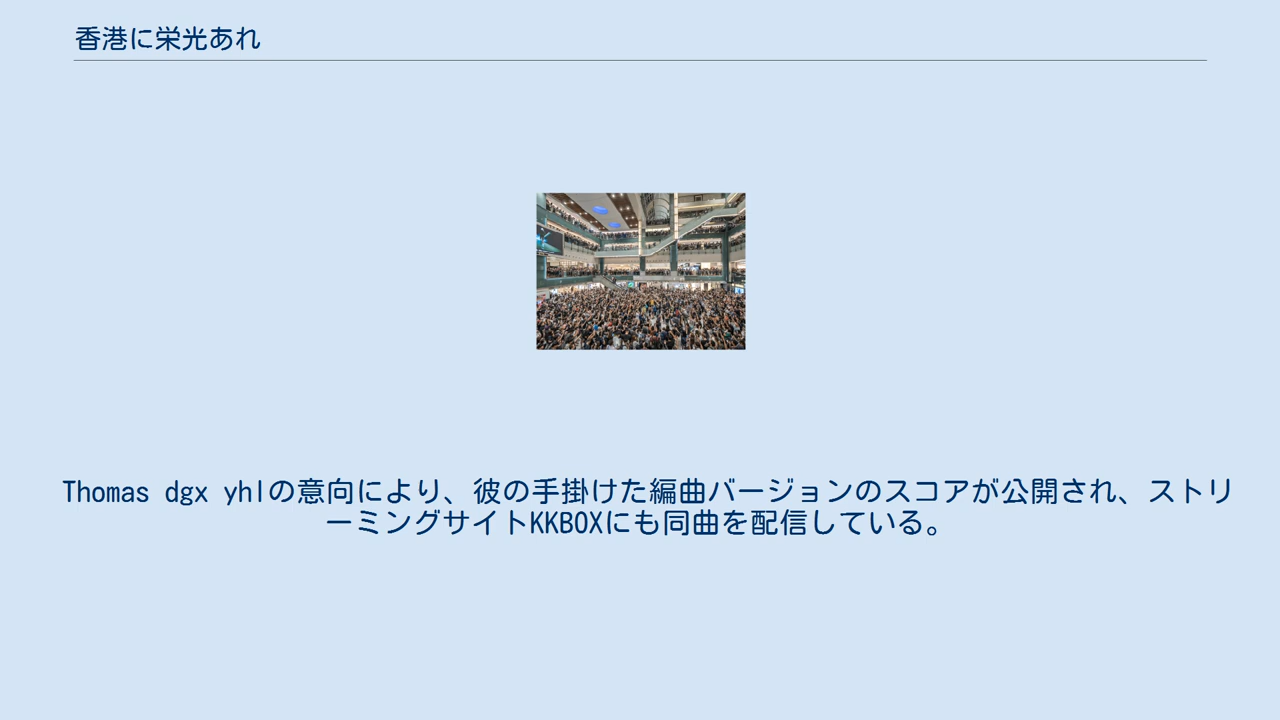 香港に栄光あれ
Thomas dgx yhlの意向により、彼の手掛けた編曲バージョンのスコアが公開され、ストリ
ーミングサイトKKBOXにも同曲を配信している。